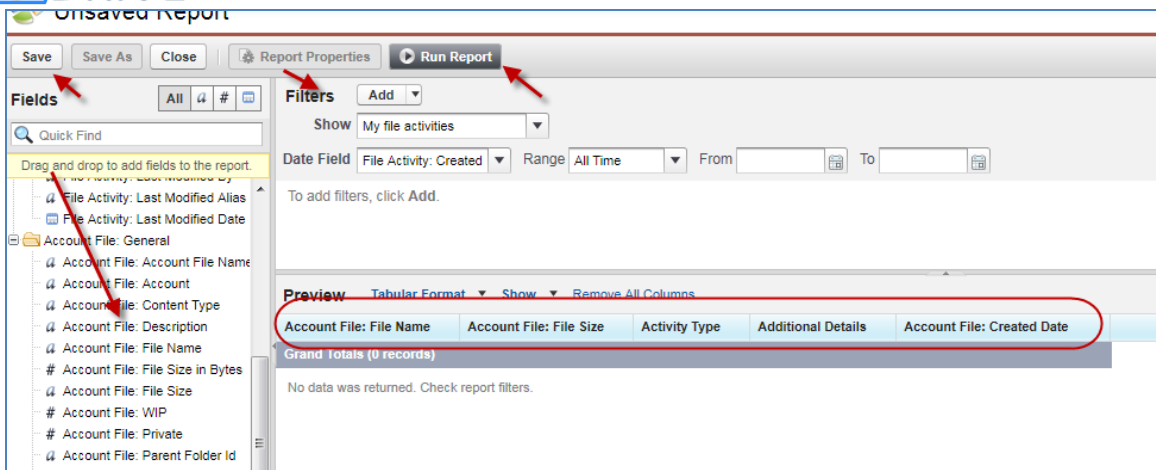 Unsaved Report
Save Save As Close Report Properties Run Report
Fields All a #
Quick Find
Drag and drop to add fields to the report.
File Activity: Last Modified By
a File Activity: Last Modified Alias
File Activity: Last Modified Date
Account File: General
a Account File: Account File Name
a Account File: Account
a Account File: Content Type
a Account File: Description
a Account File: File Name
# Account File: File Size in Bytes
a Account File: File Size
# Account File: WIP
# Account File: Private
a Account File: Parent Folder Id
Filters Add
Show My file activities
Date Field File Activity: Created Range All Time From To
To add filters, click Add.
Preview Tabular Format Show Remove All Columns
Account File: File Name Account File: File Size Activity Type Additional Details Account File: Created Date
Grand Totals (0 records)
No data was returned. Check report filters.